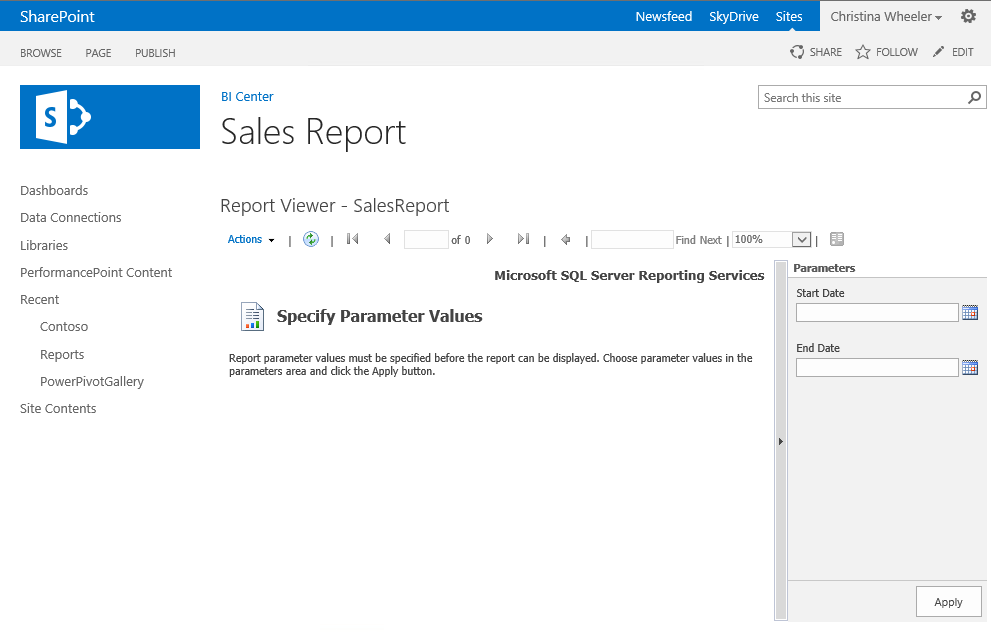 SharePoint Newsfeed SkyDrive Sites Christina Wheeler
BROWSE PAGE PUBLISH SHARE FOLLOW EDIT
S
BI Center
Search this site
Sales Report
Dashboards
Data Connections
Libraries
PerformancePoint Content
Recent
Contoso
Reports
PowerPivotGallery
Site Contents
Report Viewer - SalesReport
Actions | | of 0 | | Find Next | 100% |
Microsoft SQL Server Reporting Services
Specify Parameter Values
Report parameter values must be specified before the report can be displayed. Choose parameter values in the
parameters area and click the Apply button.
Parameters
Start Date
End Date
Apply